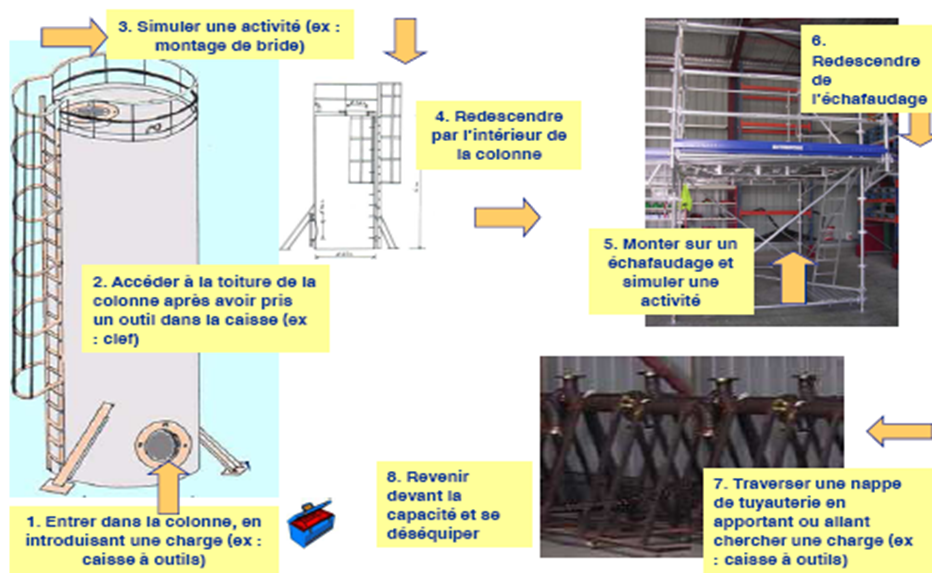 3. Simuler une activité (ex :
montage de bride)
6.
Redescendre
de
l'échafaudage
4. Redescendre
par l'intérieur de
la colonne
5. Monter sur un
échafaudage et
simuler une
activité
2. Accéder à la toiture de la
colonne après avoir pris
un outil dans la caisse (ex
: clef)
8. Revenir
devant la
capacité et se
déséquiper
7. Traverser une nappe
de tuyauterie en
apportant ou allant
chercher une charge (ex
: caisse à outils)
1. Entrer dans la colonne, en
introduisant une charge (ex :
caisse à outils)